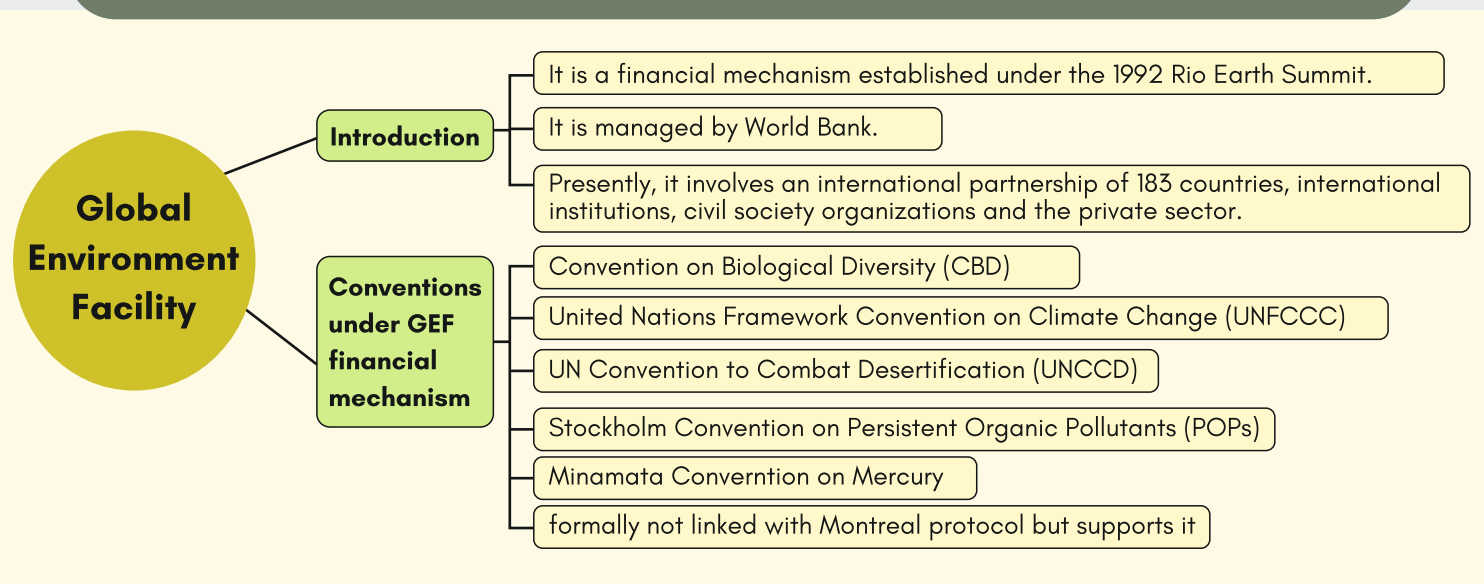 Global
Environment
Facility
Introduction
It is a financial mechanism established under the 1992 Rio Earth Summit.
It is managed by World Bank.
Presently, it involves an international partnership of 183 countries, international
institutions, civil society organizations and the private sector.
Conventions
under GEF
financial
mechanism
Convention on Biological Diversity (CBD)
United Nations Framework Convention on Climate Change (UNFCCC)
UN Convention to Combat Desertification (UNCCD)
Stockholm Convention on Persistent Organic Pollutants (POPs)
Minamata Converntion on Mercury
formally not linked with Montreal protocol but supports it